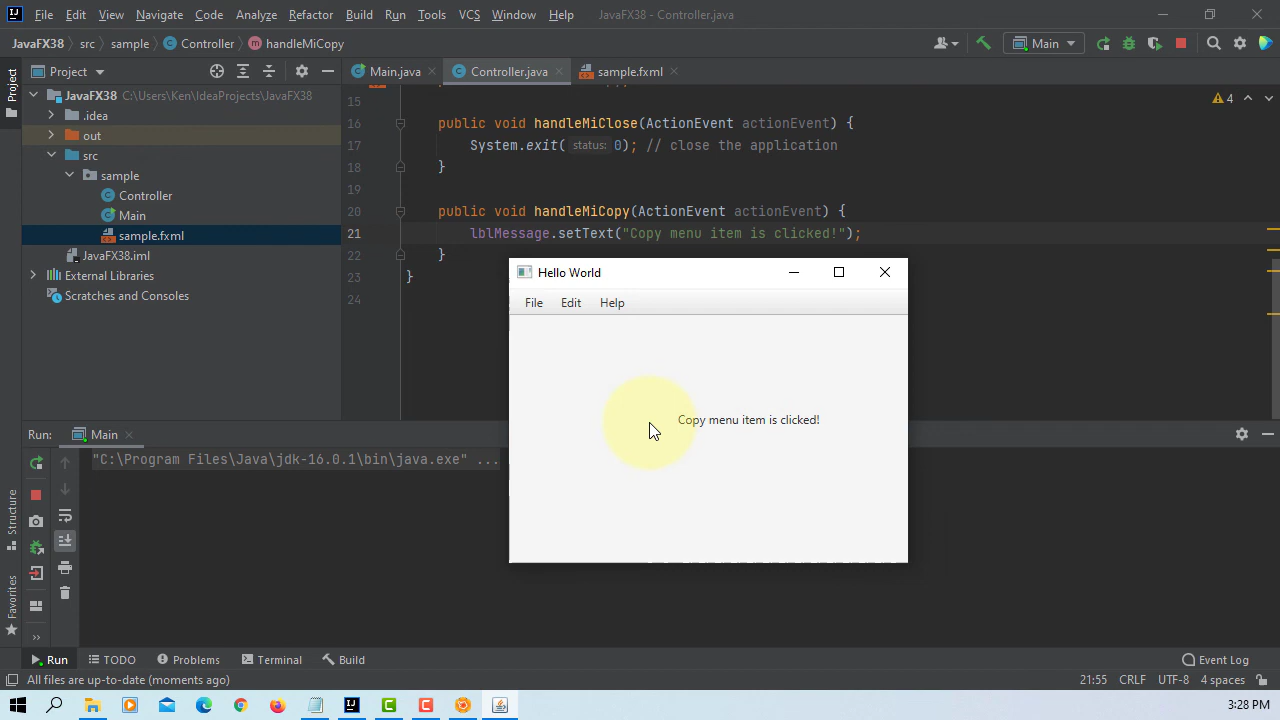 File Edit View Navigate Code Analyze Refactor Build Run Tools VCS Window Help JavaFX38 - Controller.java
JavaFX38 src sample Controller handleMiCopy Main
Project Main.java Controller.java sample.fxml
JavaFX38 C:\Users\Ken\IdeaProjects\JavaFX38
.idea
out
src
sample
Controller
Main
sample.fxml
JavaFX38.iml
External Libraries
Scratches and Consoles
Project
Structure
Favorites
4
15
16 public void handleMiClose(ActionEvent actionEvent) {
17 System.exit( status: 0); // close the application
18 }
19
20 public void handleMiCopy(ActionEvent actionEvent) {
21 lblMessage.setText("Copy menu item is clicked!");
22 }
23 }
24
Hello World
File Edit Help
Copy menu item is clicked!
Run: Main
"C:\Program Files\Java\jdk-16.0.1\bin\java.exe" ...
Run TODO Problems Terminal Build Event Log
All files are up-to-date (moments ago) 21:55 CRLF UTF-8 4 spaces
3:28 PM